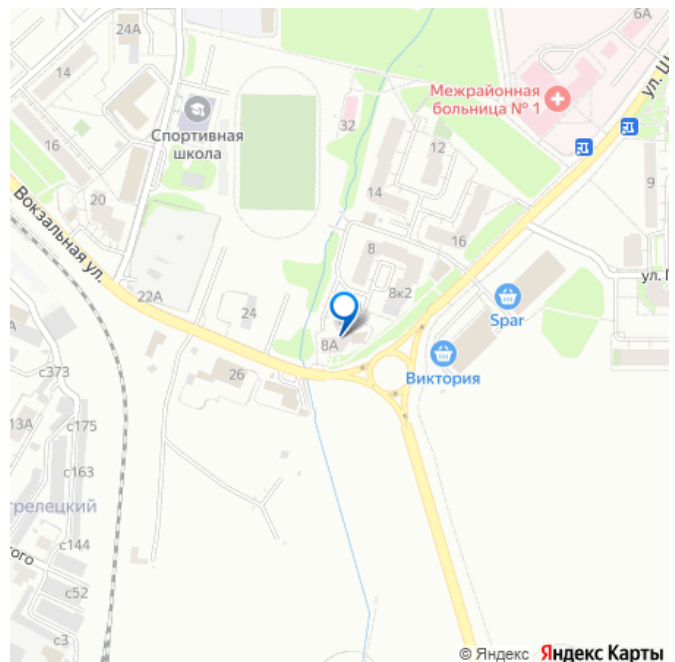 24А
6А
14
Межрайонная
больница № 1
ул. Ш
32
Спортивная
школа
12
16
9
14
20
Вокзальная ул.
16
8
ул. Г
22А
8к2
24
Spar
8А
Виктория
26
с373
13А
с175
с163
трелецкий
с144
ого
с52
с3
© Яндекс Яндекс Карты